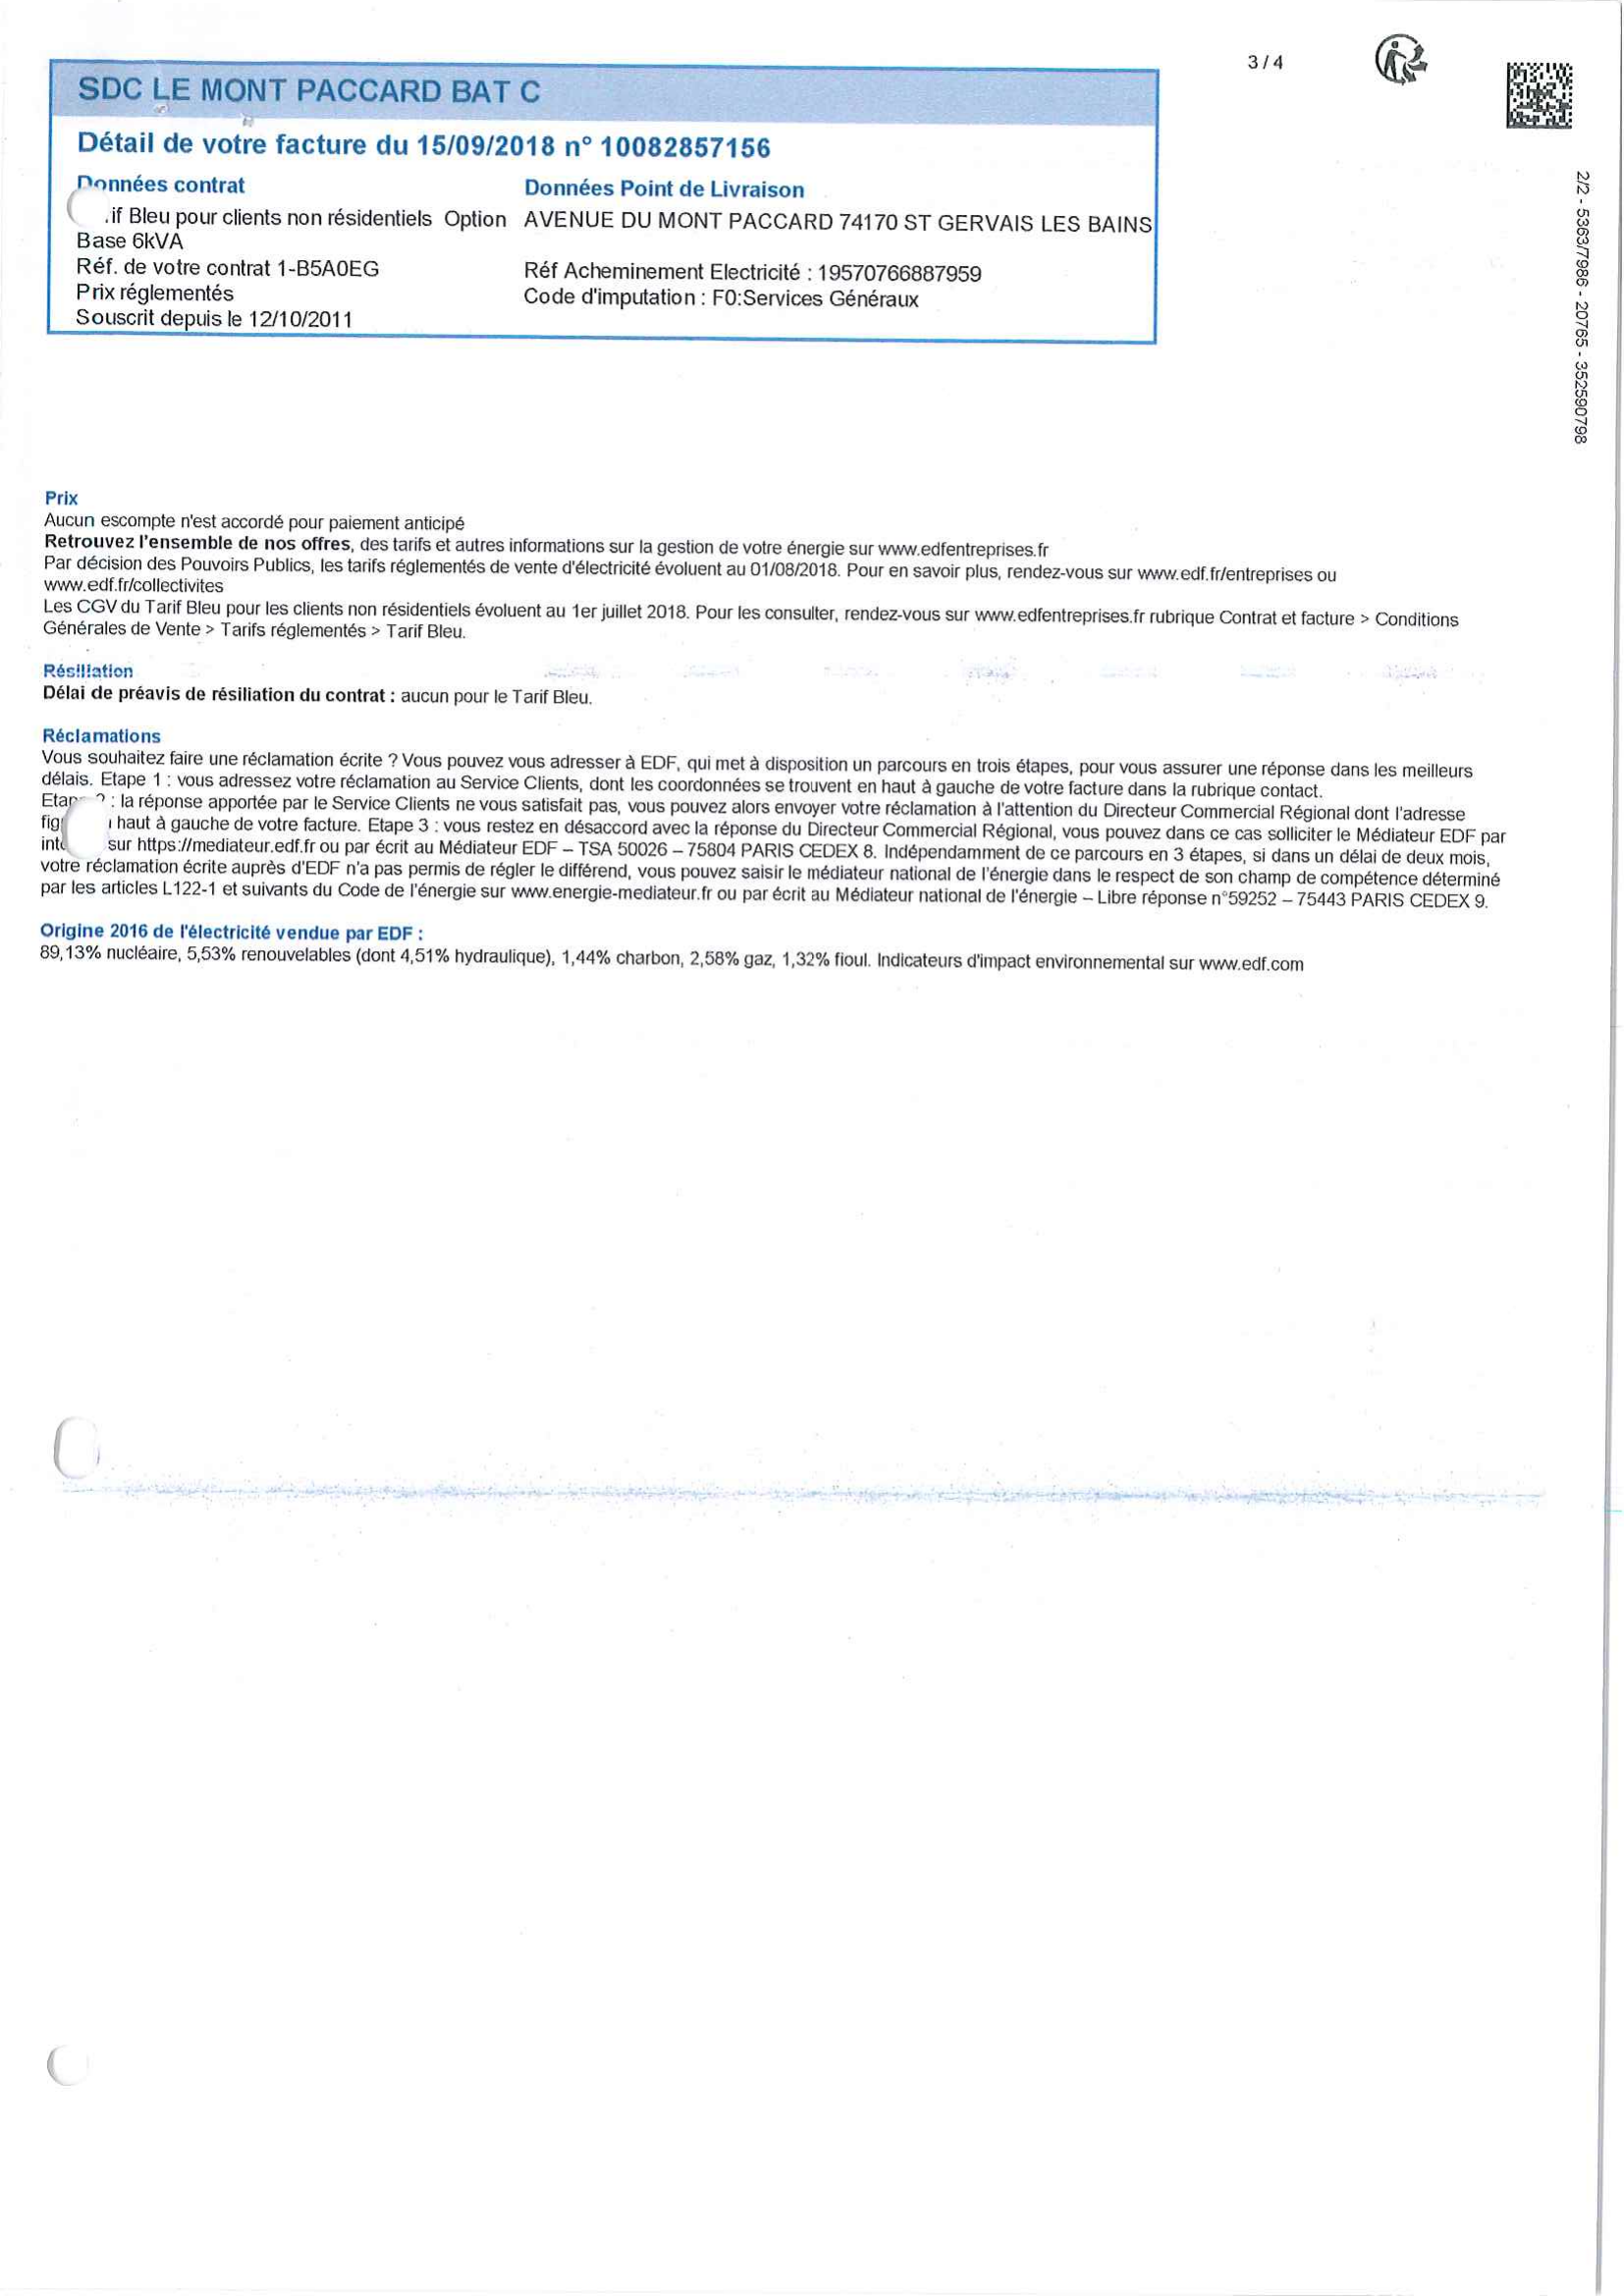 3 / 4
SDC LE MONT PACCARD BAT C
Détail de votre facture du 15/09/2018 n° 10082857156
Données contrat
.if Bleu pour clients non résidentiels Option
Base 6kVA
Réf. de votre contrat 1-B5A0EG
Prix réglementés
Souscrit depuis le 12/10/2011
Données Point de Livraison
AVENUE DU MONT PACCARD 74170 ST GERVAIS LES BAINS
Réf Acheminement Electricité : 19570766887959
Code d'imputation : F0:Services Généraux
2/2 - 5363/7986 - 20765 - 352590798
Prix
Aucun escompte n'est accordé pour paiement anticipé
Retrouvez l'ensemble de nos offres, des tarifs et autres informations sur la gestion de votre énergie sur www.edfentreprises.fr
Par décision des Pouvoirs Publics, les tarifs réglementés de vente d'électricité évoluent au 01/08/2018. Pour en savoir plus, rendez-vous sur www.edf.fr/entreprises ou
www.edf.fr/collectivites
Les CGV du Tarif Bleu pour les clients non résidentiels évoluent au 1er juillet 2018. Pour les consulter, rendez-vous sur www.edfentreprises.fr rubrique Contrat et facture > Conditions
Générales de Vente > Tarifs réglementés > Tarif Bleu.
Résiliation
Délai de préavis de résiliation du contrat : aucun pour le Tarif Bleu.
Réclamations
Vous souhaitez faire une réclamation écrite ? Vous pouvez vous adresser à EDF, qui met à disposition un parcours en trois étapes, pour vous assurer une réponse dans les meilleurs
délais. Etape 1 : vous adressez votre réclamation au Service Clients, dont les coordonnées se trouvent en haut à gauche de votre facture dans la rubrique contact.
Etape 2 : la réponse apportée par le Service Clients ne vous satisfait pas, vous pouvez alors envoyer votre réclamation à l'attention du Directeur Commercial Régional dont l'adresse
fig haut à gauche de votre facture. Etape 3 : vous restez en désaccord avec la réponse du Directeur Commercial Régional, vous pouvez dans ce cas solliciter le Médiateur EDF par
inte sur https://mediateur.edf.fr ou par écrit au Médiateur EDF – TSA 50026 – 75804 PARIS CEDEX 8. Indépendamment de ce parcours en 3 étapes, si dans un délai de deux mois,
votre réclamation écrite auprès d'EDF n'a pas permis de régler le différend, vous pouvez saisir le médiateur national de l'énergie dans le respect de son champ de compétence déterminé
par les articles L122-1 et suivants du Code de l'énergie sur www.energie-mediateur.fr ou par écrit au Médiateur national de l'énergie – Libre réponse n°59252 – 75443 PARIS CEDEX 9.
Origine 2016 de l'électricité vendue par EDF :
89,13% nucléaire, 5,53% renouvelables (dont 4,51% hydraulique), 1,44% charbon, 2,58% gaz, 1,32% fioul. Indicateurs d'impact environnemental sur www.edf.com